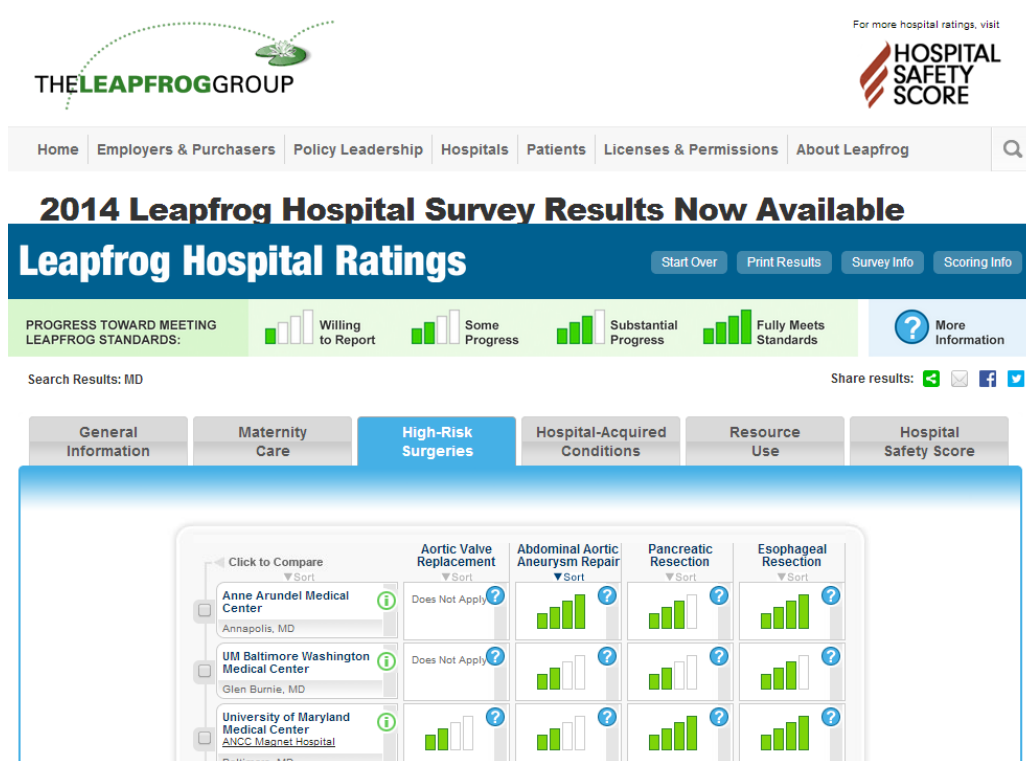 For more hospital ratings, visit
HOSPITAL
SAFETY
SCORE
THELEAPFROGGROUP
Home Employers & Purchasers Policy Leadership Hospitals Patients Licenses & Permissions About Leapfrog
2014 Leapfrog Hospital Survey Results Now Available
Leapfrog Hospital Ratings Start Over Print Results Survey Info Scoring Info
PROGRESS TOWARD MEETING
LEAPFROG STANDARDS:
Willing
to Report
Some
Progress
Substantial
Progress
Fully Meets
Standards
? More
Information
Search Results: MD Share results:
General
Information
Maternity
Care
High-Risk
Surgeries
Hospital-Acquired
Conditions
Resource
Use
Hospital
Safety Score
Click to Compare
▼Sort
Aortic Valve
Replacement
▼Sort
Abdominal Aortic
Aneurysm Repair
▼Sort
Pancreatic
Resection
▼Sort
Esophageal
Resection
▼Sort
Anne Arundel Medical
Center
Annapolis, MD
i Does Not Apply ? ? ? ?
UM Baltimore Washington
Medical Center
Glen Burnie, MD
i Does Not Apply ? ? ? ?
University of Maryland
Medical Center
ANCC Magnet Hospital
Baltimore, MD
i ? ? ? ?